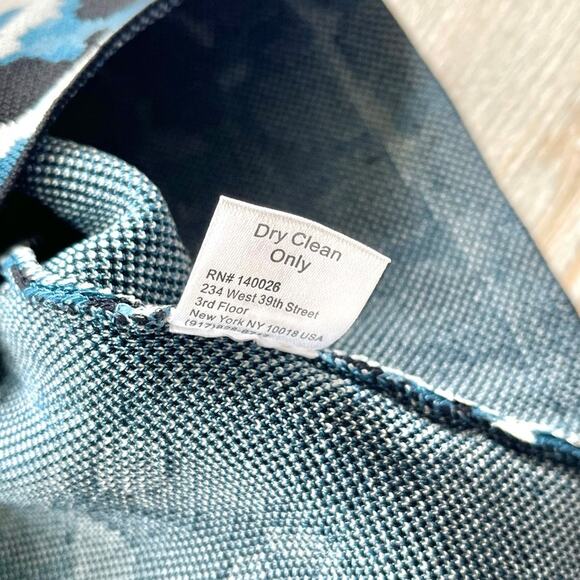 Dry Clean
Only
RN# 140026
234 West 39th Street
3rd Floor
New York NY 10018 USA